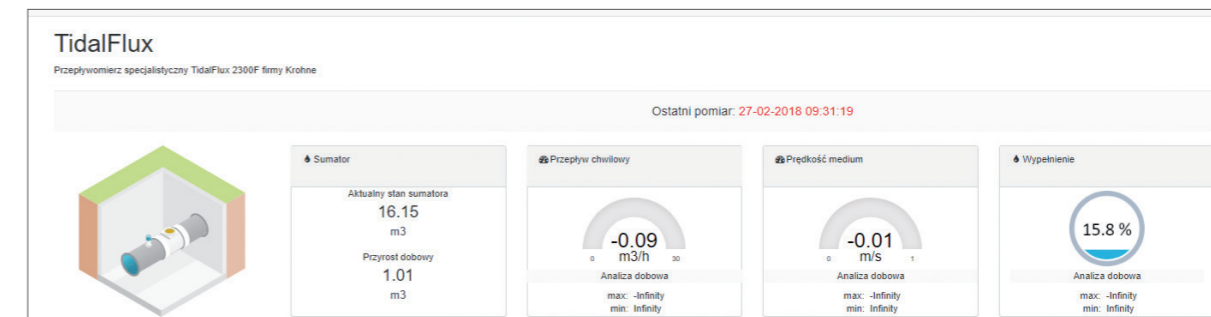 TidalFlux
Przepływomierz specjalistyczny TidalFlux 2300F firmy Krohne
Ostatni pomiar: 27-02-2018 09:31:19
Sumator
Aktualny stan sumatora
16.15
m3
Przyrost dobowy
1.01
m3
Przepływ chwilowy
-0.09
m3/h
0 30
Analiza dobowa
max: -Infinity
min: Infinity
Prędkość medium
-0.01
m/s
0 1
Analiza dobowa
max: -Infinity
min: Infinity
Wypełnienie
15.8 %
Analiza dobowa
max: -Infinity
min: Infinity